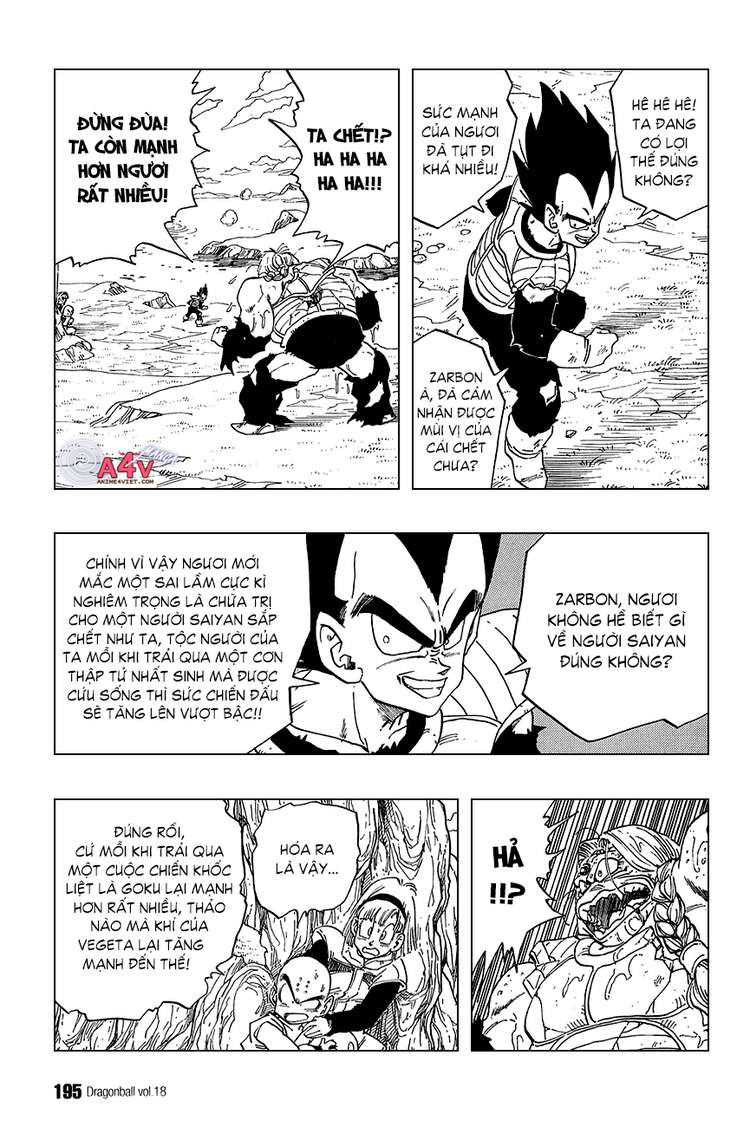 HÊ HÊ HÊ!
TA ĐANG
CÓ LỢI
THẾ ĐÚNG
KHÔNG?
SỨC MẠNH
CỦA NGƯƠI
ĐÃ TỤT ĐI
KHÁ NHIỀU!
ZARBON
À, ĐÃ CẢM
NHẬN ĐƯỢC
MÙI VỊ CỦA
CÁI CHẾT
CHƯA?
TA CHẾT!?
HA HA HA
HA HA!!!
ĐỪNG ĐÙA!
TA CÒN MẠNH
HƠN NGƯƠI
RẤT NHIỀU!
A4V
ANIME4VIET.COM
ZARBON, NGƯƠI
KHÔNG HỀ BIẾT GÌ
VỀ NGƯỜI SAIYAN
ĐÚNG KHÔNG?
CHÍNH VÌ VẬY NGƯƠI MỚI
MẮC MỘT SAI LẦM CỰC KÌ
NGHIÊM TRỌNG LÀ CHỮA TRỊ
CHO MỘT NGƯỜI SAIYAN SẮP
CHẾT NHƯ TA, TỘC NGƯỜI CỦA
TA MỖI KHI TRẢI QUA MỘT CƠN
THẬP TỬ NHẤT SINH MÀ ĐƯỢC
CỨU SỐNG THÌ SỨC CHIẾN ĐẤU
SẼ TĂNG LÊN VƯỢT BẬC!!
HẢ
!!?
HÓA RA
LÀ VẬY...
ĐÚNG RỒI,
CỨ MỖI KHI TRẢI QUA
MỘT CUỘC CHIẾN KHỐC
LIỆT LÀ GOKU LẠI MẠNH
HƠN RẤT NHIỀU, THẢO
NÀO MÀ KHÍ CỦA
VEGETA LẠI TĂNG
MẠNH ĐẾN THẾ!
195 Dragonball vol.18